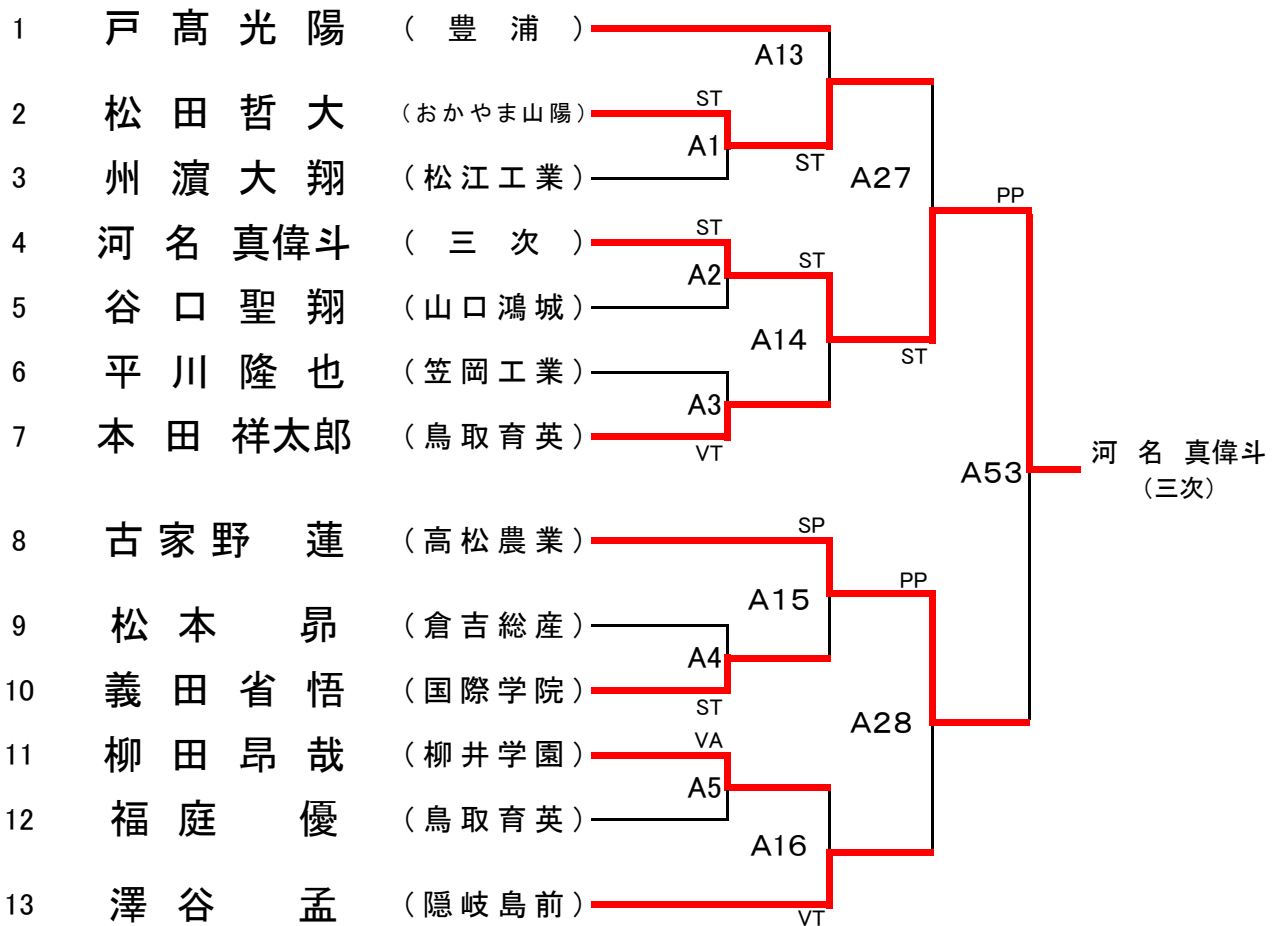 1 戸髙光陽 (豊浦)
A13
2 松田哲大 (おかやま山陽) ST
A1 ST
3 州濵大翔 (松江工業)
A27 PP
4 河名真偉斗 (三次) ST
A2 ST
5 谷口聖翔 (山口鴻城)
A14 ST
6 平川隆也 (笠岡工業)
A3
7 本田祥太郎 (鳥取育英) VT
A53 河名真偉斗
(三次)
8 古家野蓮 (高松農業) SP
A15 PP
9 松本昴 (倉吉総産)
A4
10 義田省悟 (国際学院) ST
A28
11 柳田昂哉 (柳井学園) VA
A5
12 福庭優 (鳥取育英)
A16
13 澤谷孟 (隠岐島前) VT